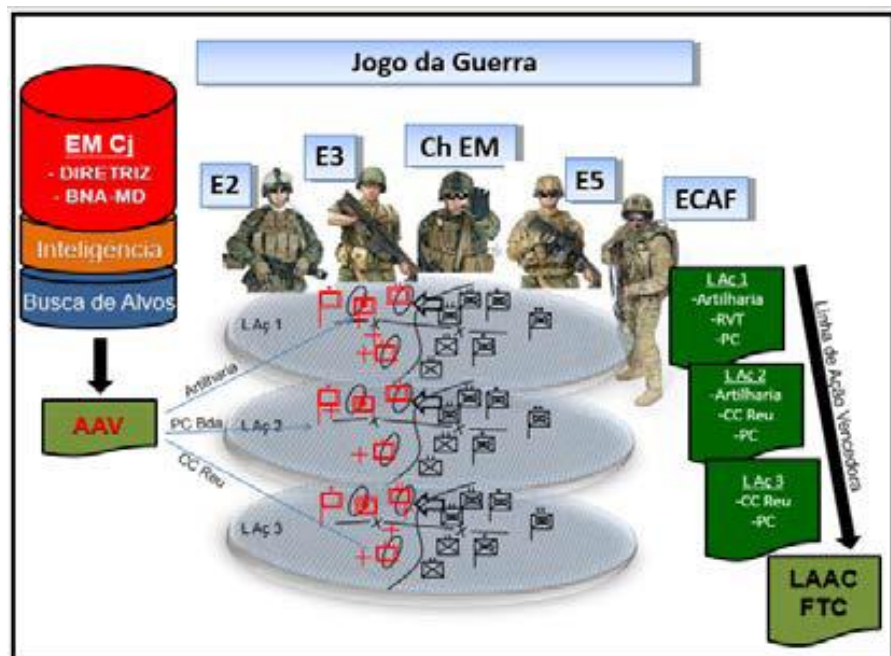 Jogo da Guerra
EM Cj
- DIRETRIZ
- BNA-MD
Inteligência
Busca de Alvos
AAV
E2
E3
Ch EM
E5
ECAF
L Aç 1
L Aç 2
L Aç 3
Artilharia
PC Bda
CC Reu
L Aç 1
-Artilharia
-RVT
-PC
L Aç 2
-Artilharia
-CC Reu
-PC
L Aç 3
-CC Reu
-PC
Linha de Ação Vencedora
LAAC
FTC